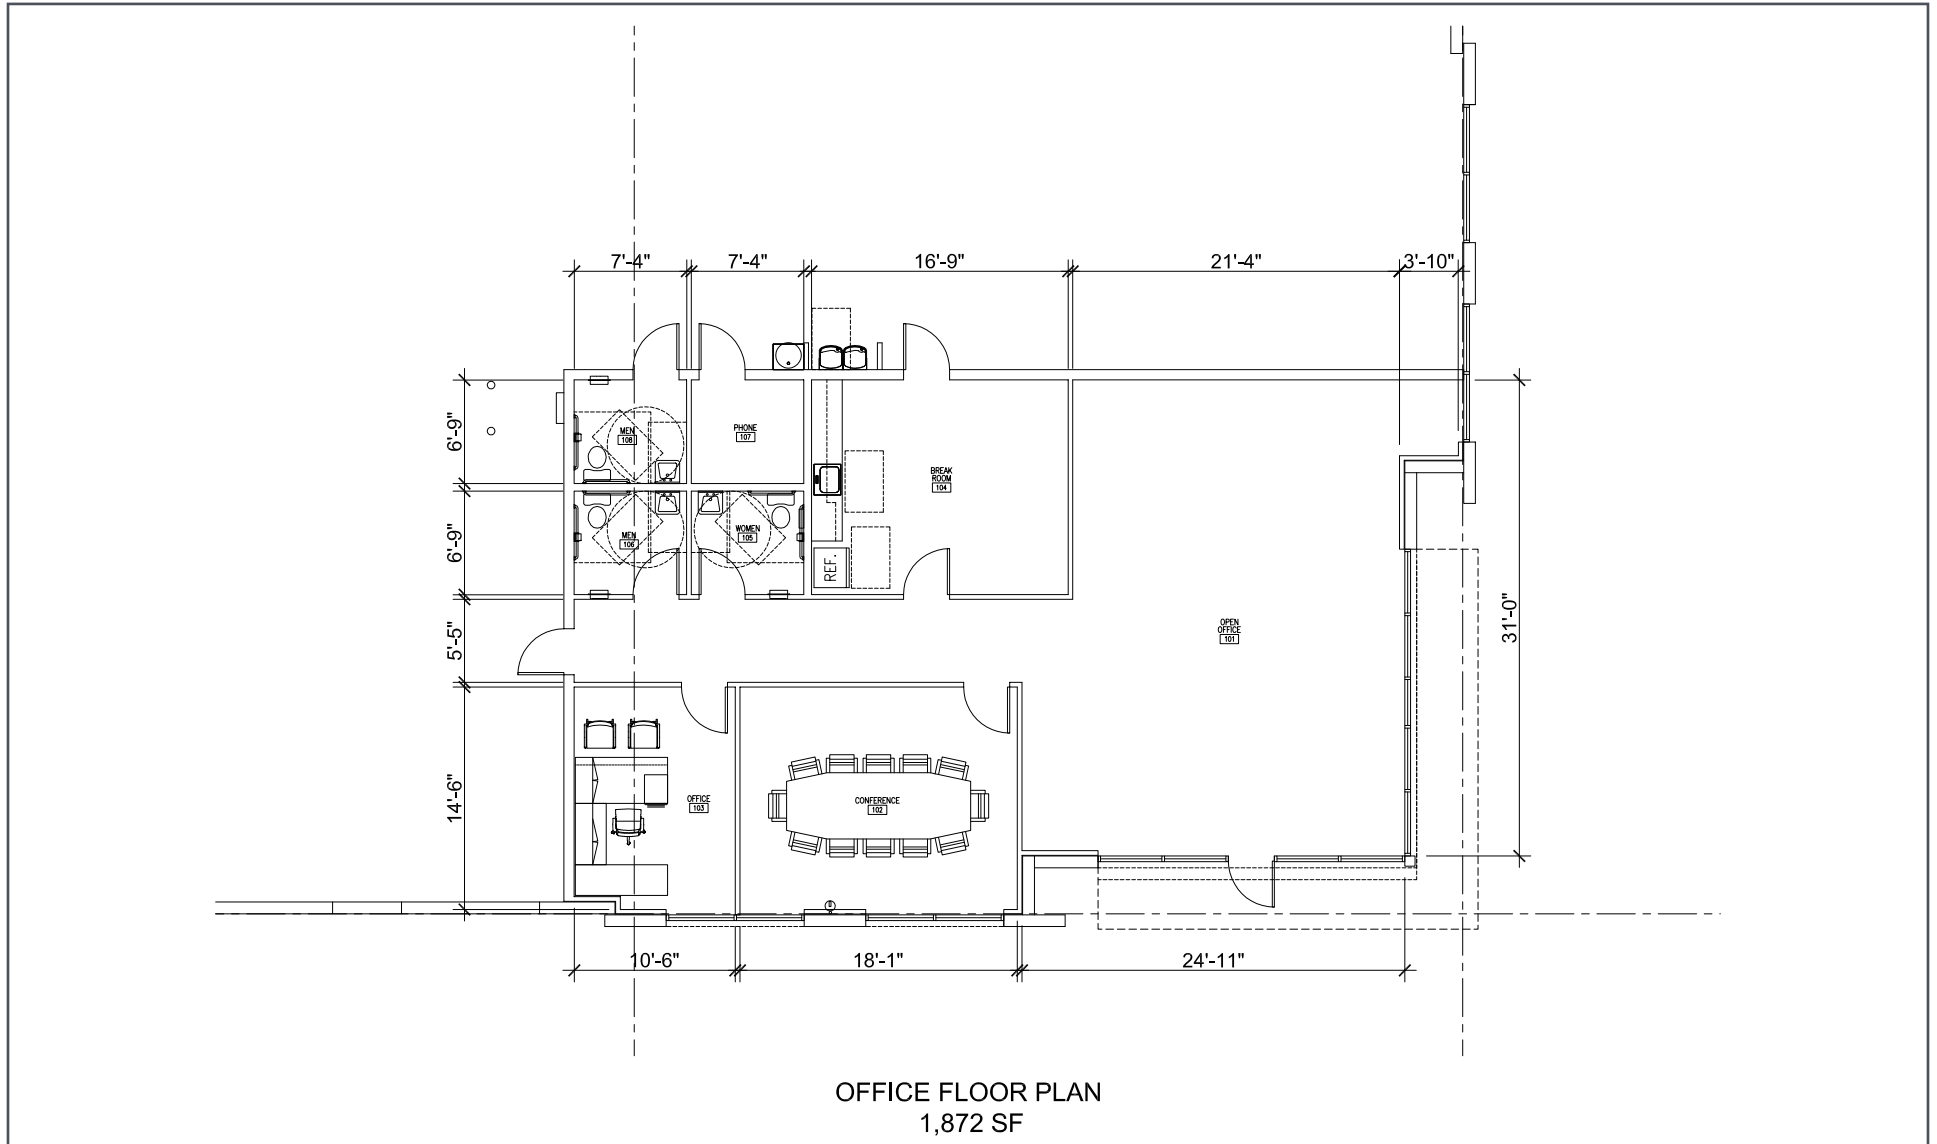 7'-4"
7'-4"
16'-9"
21'-4"
3'-10"
6'-9"
MEN
108
PHONE
107
BREAK
ROOM
104
6'-9"
MEN
106
WOMEN
105
REF.
5'-5"
OPEN
OFFICE
101
31'-0"
14'-6"
OFFICE
103
CONFERENCE
102
10'-6"
18'-1"
24'-11"
OFFICE FLOOR PLAN
1,872 SF